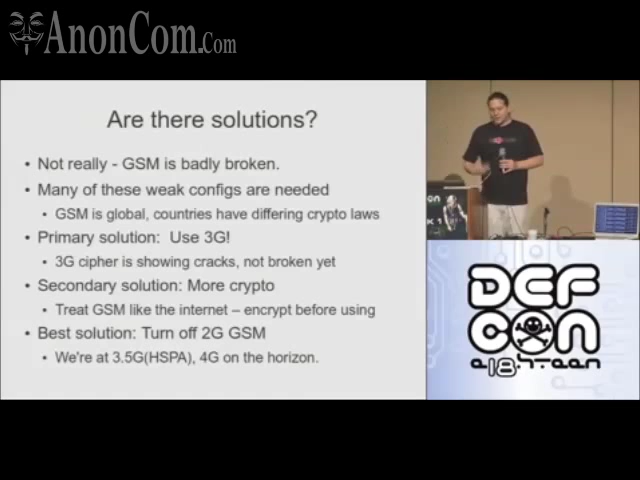 AnonCom.Com
Are there solutions?
• Not really - GSM is badly broken.
• Many of these weak configs are needed
• GSM is global, countries have differing crypto laws
• Primary solution: Use 3G!
• 3G cipher is showing cracks, not broken yet
• Secondary solution: More crypto
• Treat GSM like the internet – encrypt before using
• Best solution: Turn off 2G GSM
• We're at 3.5G(HSPA), 4G on the horizon.
DEF
CON